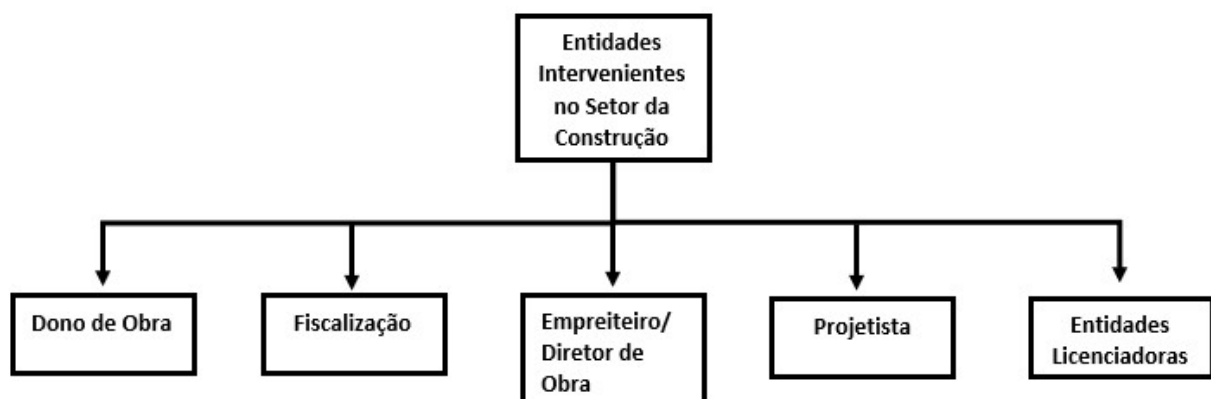 Entidades
Intervenientes
no Setor da
Construção
Dono de Obra
Fiscalização
Empreiteiro/
Diretor de
Obra
Projetista
Entidades
Licenciadoras